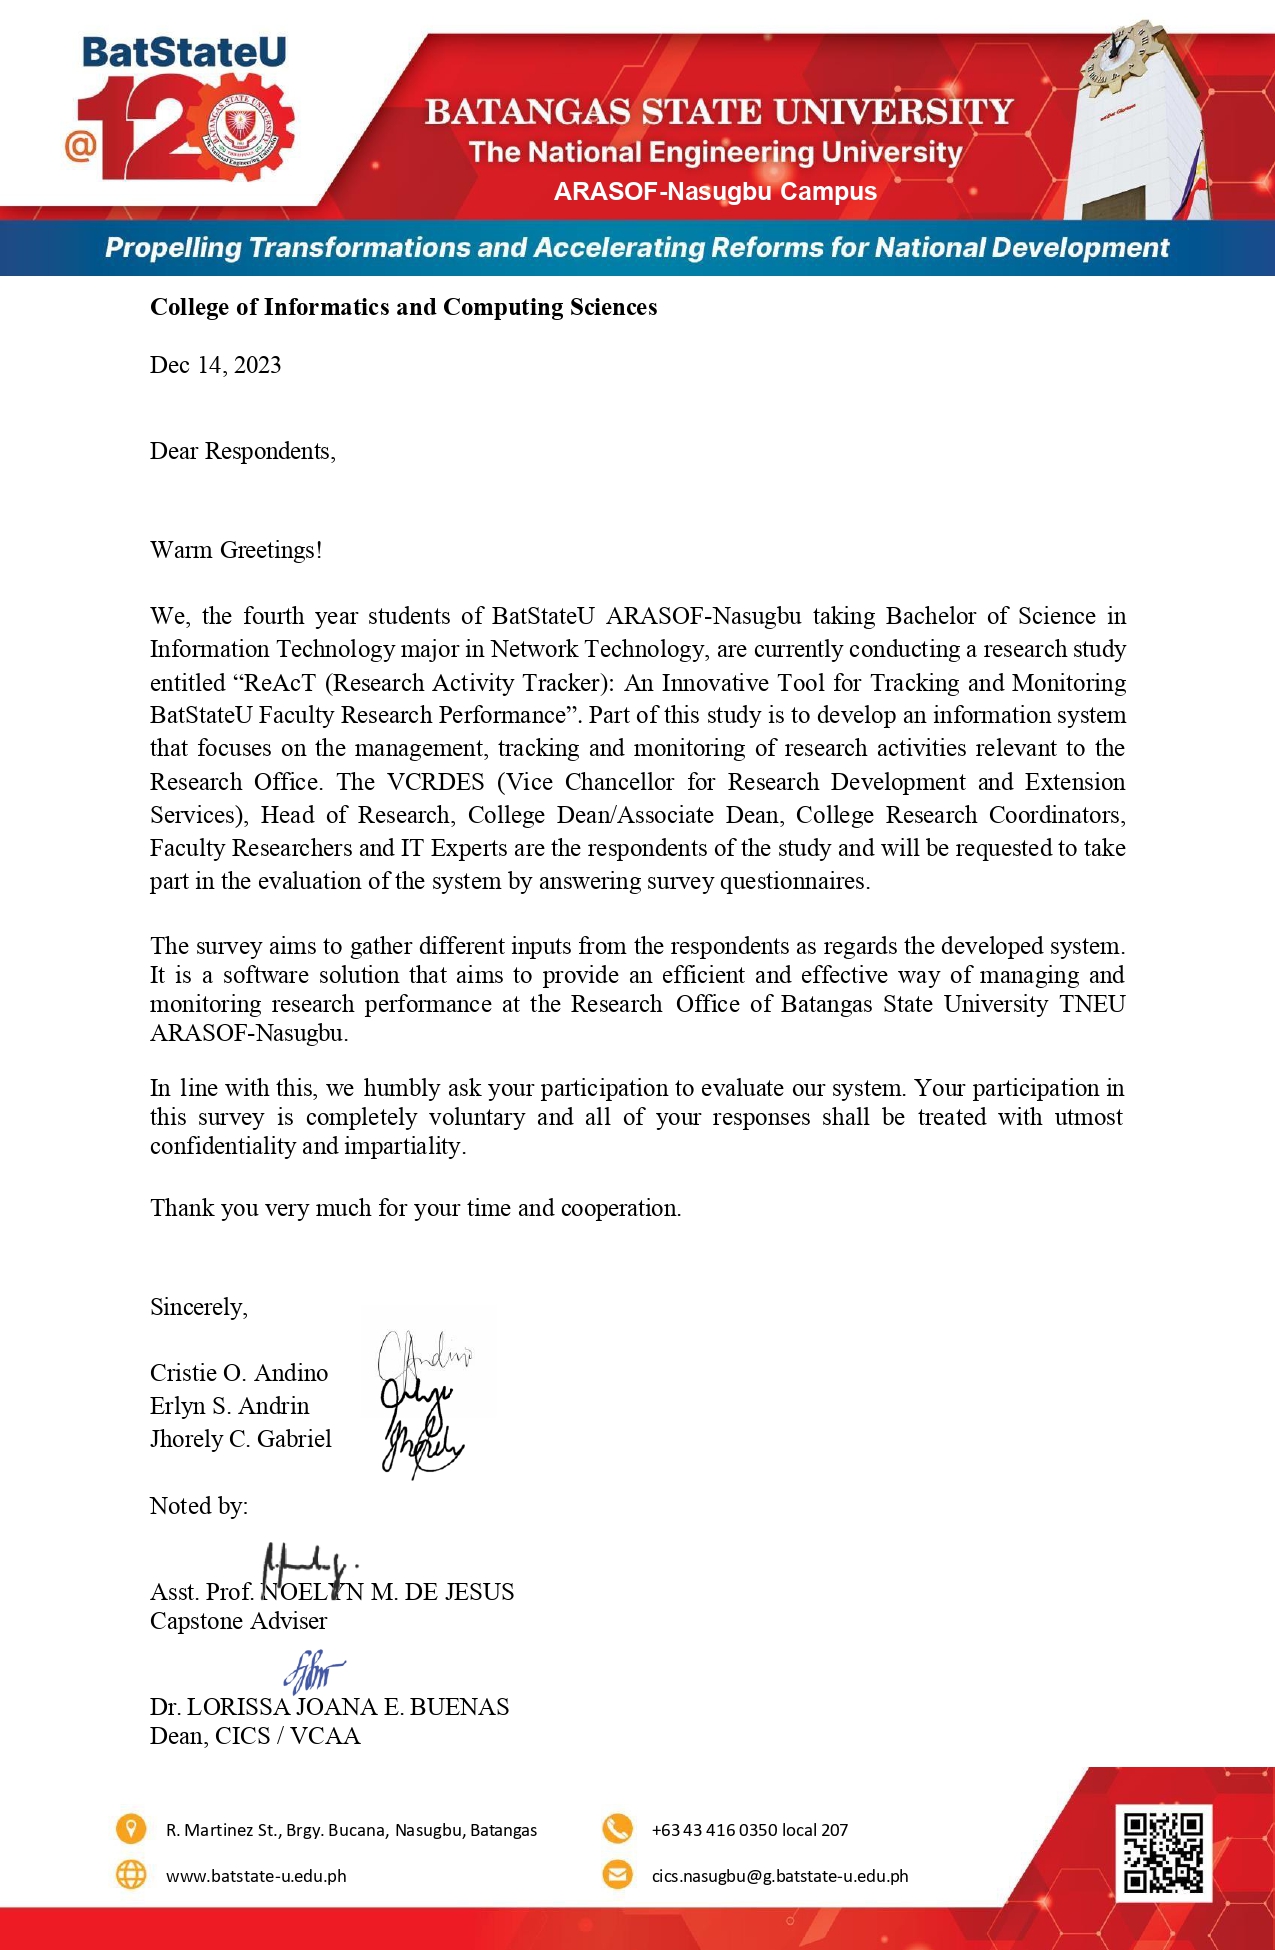 BatStateU
@120
BATANGAS STATE UNIVERSITY
The National Engineering University
ARASOF-Nasugbu Campus
Propelling Transformations and Accelerating Reforms for National Development
College of Informatics and Computing Sciences
Dec 14, 2023
Dear Respondents,
Warm Greetings!
We, the fourth year students of BatStateU ARASOF-Nasugbu taking Bachelor of Science in
Information Technology major in Network Technology, are currently conducting a research study
entitled “ReAcT (Research Activity Tracker): An Innovative Tool for Tracking and Monitoring
BatStateU Faculty Research Performance”. Part of this study is to develop an information system
that focuses on the management, tracking and monitoring of research activities relevant to the
Research Office. The VCRDES (Vice Chancellor for Research Development and Extension
Services), Head of Research, College Dean/Associate Dean, College Research Coordinators,
Faculty Researchers and IT Experts are the respondents of the study and will be requested to take
part in the evaluation of the system by answering survey questionnaires.
The survey aims to gather different inputs from the respondents as regards the developed system.
It is a software solution that aims to provide an efficient and effective way of managing and
monitoring research performance at the Research Office of Batangas State University TNEU
ARASOF-Nasugbu.
In line with this, we humbly ask your participation to evaluate our system. Your participation in
this survey is completely voluntary and all of your responses shall be treated with utmost
confidentiality and impartiality.
Thank you very much for your time and cooperation.
Sincerely,
Cristie O. Andino
Erlyn S. Andrin
Jhorely C. Gabriel
Noted by:
Asst. Prof. NOELYN M. DE JESUS
Capstone Adviser
Dr. LORISSA JOANA E. BUENAS
Dean, CICS / VCAA
R. Martinez St., Brgy. Bucana, Nasugbu, Batangas
+63 43 416 0350 local 207
www.batstate-u.edu.ph
cics.nasugbu@g.batstate-u.edu.ph